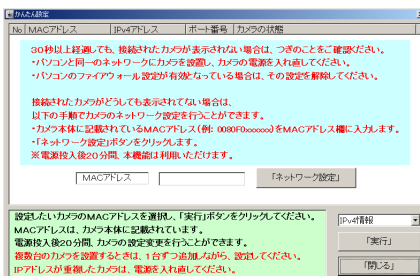 かんたん設定
No MACアドレス IPv4アドレス ポート番号 カメラの状態
30秒以上経過しても、接続されたカメラが表示されない場合は、つぎのことをご確認ください。
・パソコンと同一のネットワークにカメラを設置し、カメラの電源を入れ直してください。
・パソコンのファイアウォール設定が有効となっている場合は、その設定を解除してください。
接続されたカメラがどうしても表示されてない場合は、
以下の手順でカメラのネットワーク設定を行うことができます。
・カメラ本体に記載されているMACアドレス(例: 0080F0xxxxxx)をMACアドレス欄に入力します。
・「ネットワーク設定」ボタンをクリックします。
※電源投入後20分間、本機能は利用いただけます。
MACアドレス 「ネットワーク設定」
設定したいカメラのMACアドレスを選択し、「実行」ボタンをクリックしてください。
MACアドレスは、カメラ本体に記載されています。
電源投入後20分間、カメラの設定変更を行うことができます。
複数台のカメラを設置するときは、1台ずつ追加しながら、設定してください。
IPアドレスが重複したカメラは、電源を入れ直してください。
IPv4情報
「実行」
「閉じる」